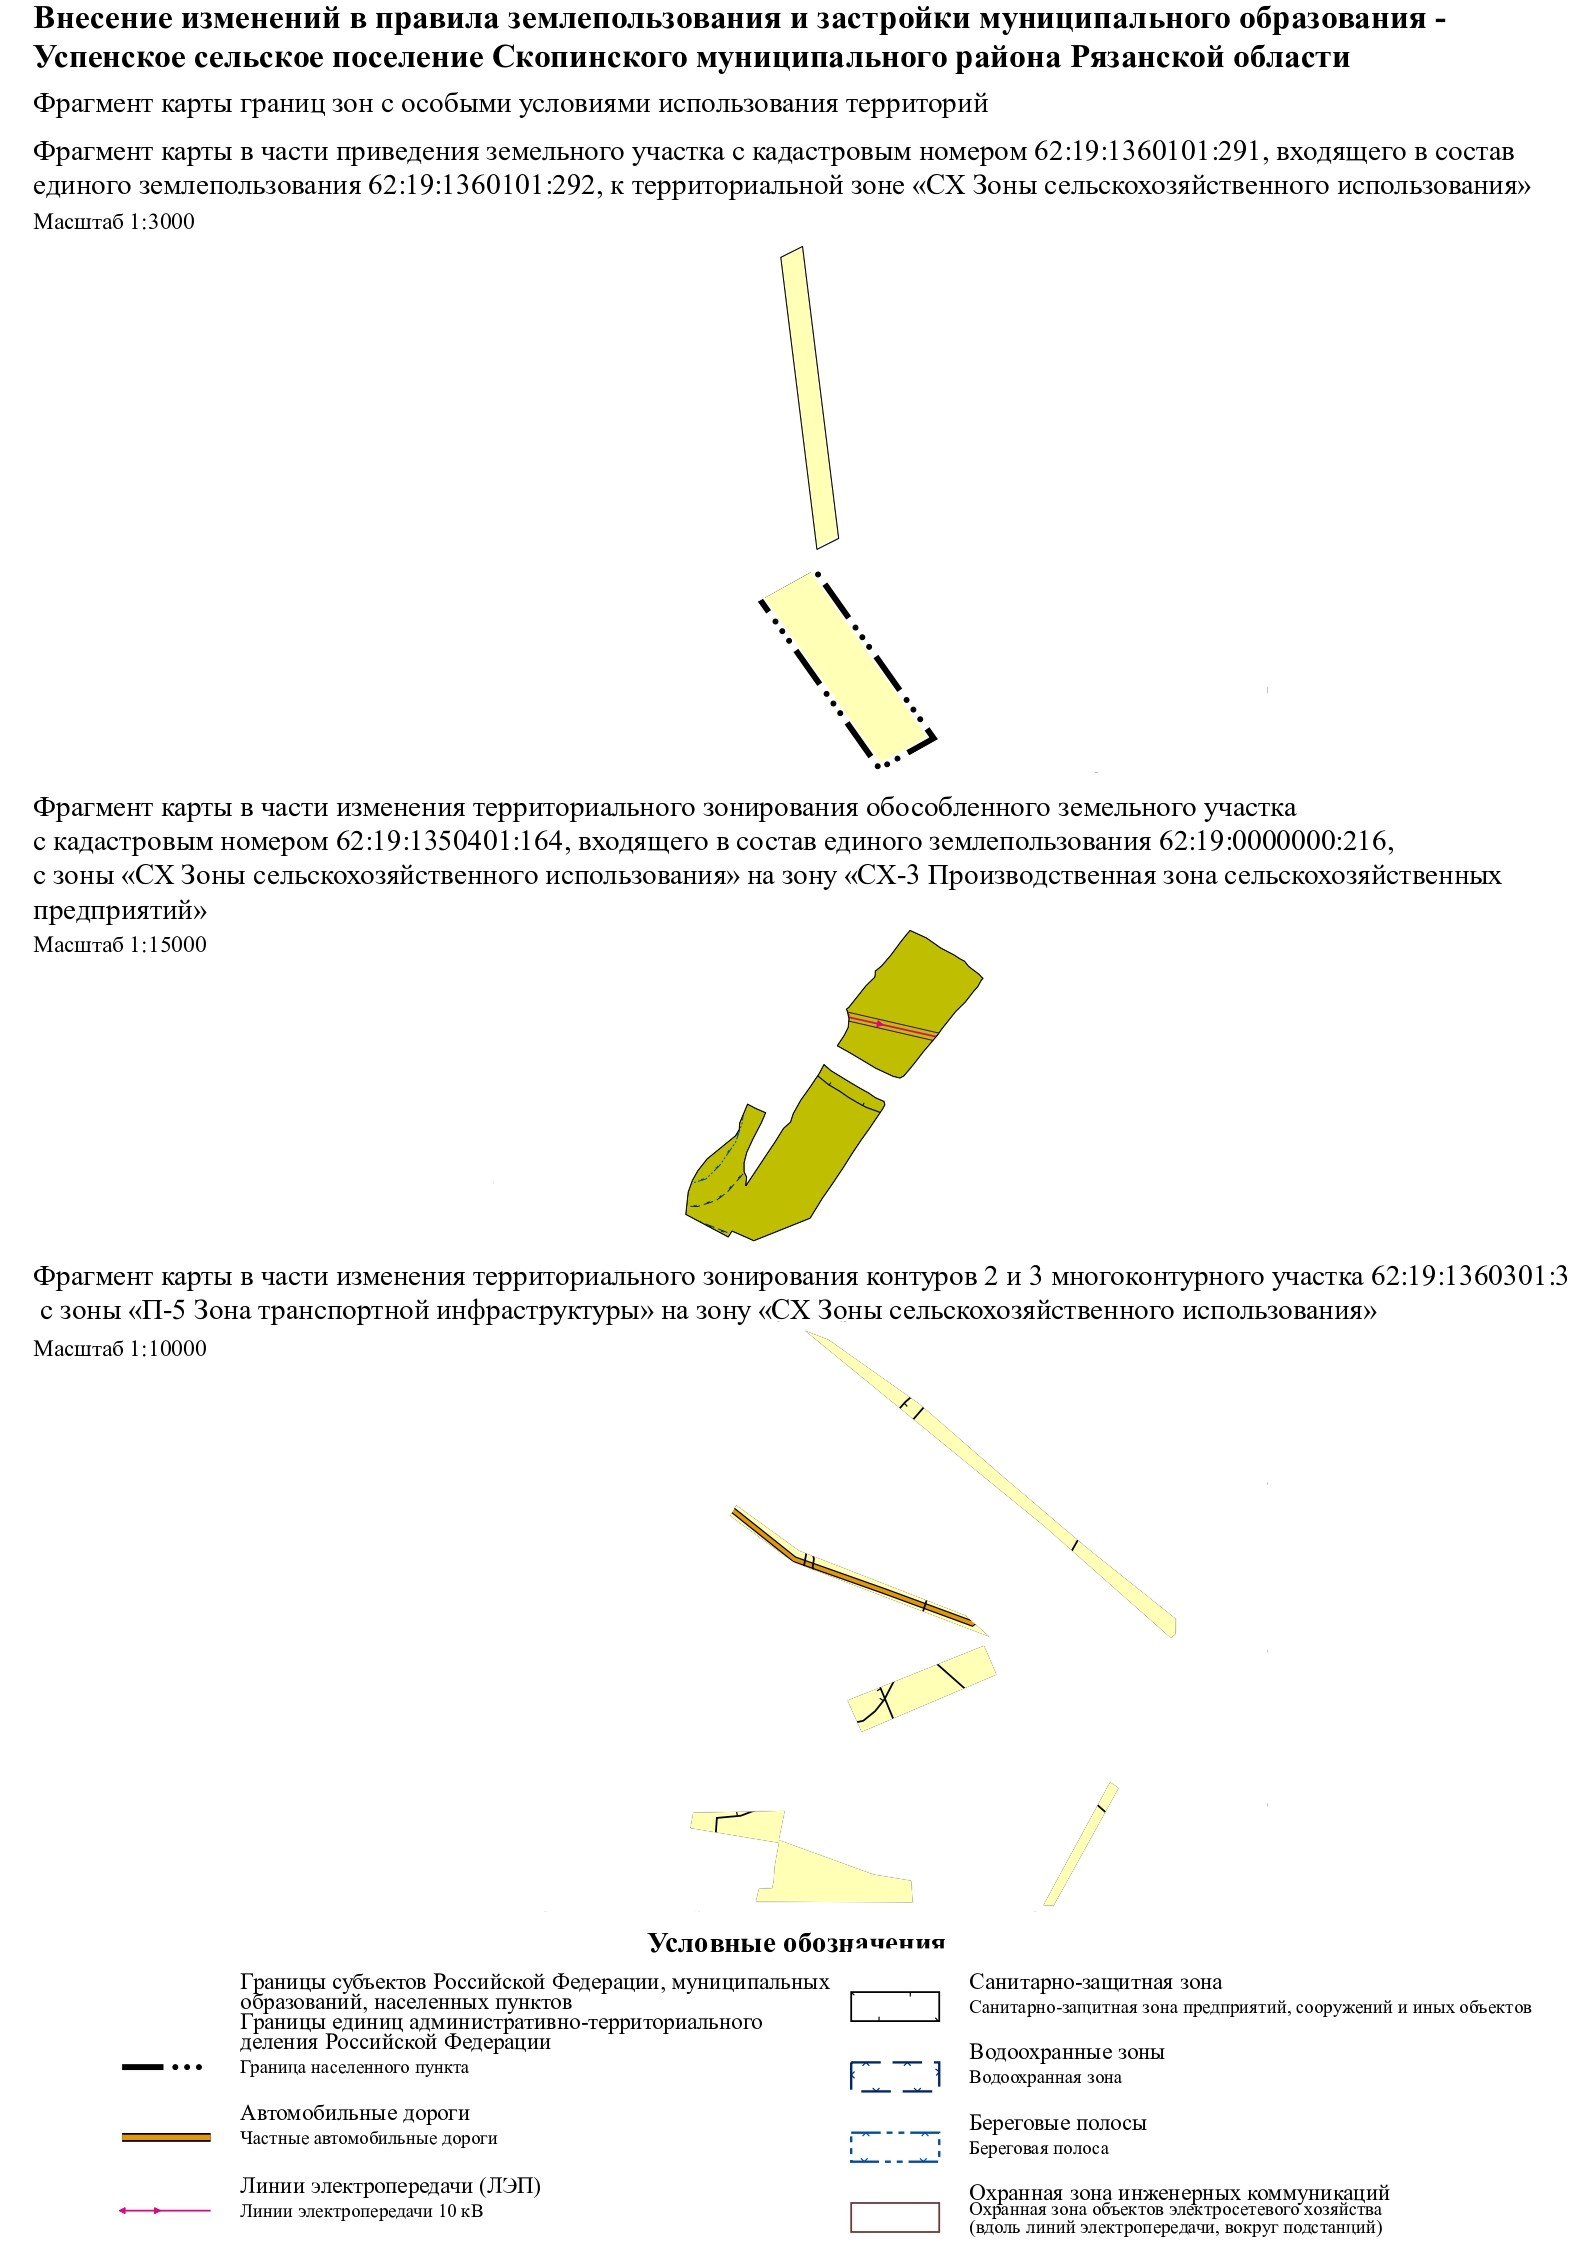 Внесение изменений в правила землепользования и застройки муниципального образования -
Успенское сельское поселение Скопинского муниципального района Рязанской области
Фрагмент карты границ зон с особыми условиями использования территорий
Фрагмент карты в части приведения земельного участка с кадастровым номером 62:19:1360101:291, входящего в состав
единого землепользования 62:19:1360101:292, к территориальной зоне «СХ Зоны сельскохозяйственного использования»
Масштаб 1:3000
Фрагмент карты в части изменения территориального зонирования обособленного земельного участка
с кадастровым номером 62:19:1350401:164, входящего в состав единого землепользования 62:19:0000000:216,
с зоны «СХ Зоны сельскохозяйственного использования» на зону «СХ-3 Производственная зона сельскохозяйственных
предприятий»
Масштаб 1:15000
Фрагмент карты в части изменения территориального зонирования контуров 2 и 3 многоконтурного участка 62:19:1360301:3
с зоны «П-5 Зона транспортной инфраструктуры» на зону «СХ Зоны сельскохозяйственного использования»
Масштаб 1:10000
Условные обозначения
Границы субъектов Российской Федерации, муниципальных
образований, населенных пунктов
Границы единиц административно-территориального
деления Российской Федерации
Граница населенного пункта
Автомобильные дороги
Частные автомобильные дороги
Линии электропередачи (ЛЭП)
Линии электропередачи 10 кВ
Санитарно-защитная зона
Санитарно-защитная зона предприятий, сооружений и иных объектов
Водоохранные зоны
Водоохранная зона
Береговые полосы
Береговая полоса
Охранная зона инженерных коммуникаций
Охранная зона объектов электросетевого хозяйства
(вдоль линий электропередачи, вокруг подстанций)